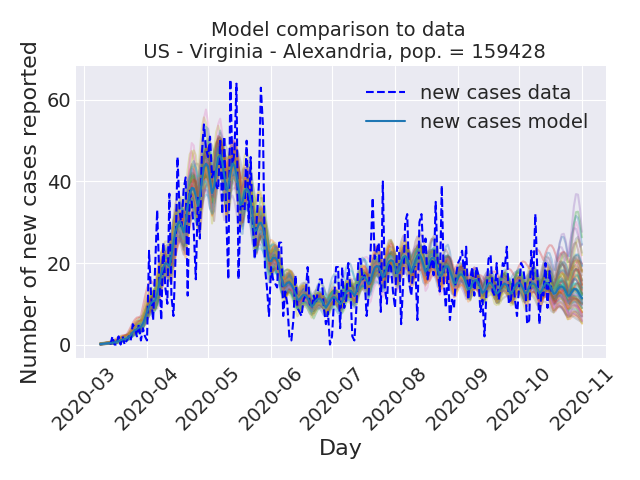 Model comparison to data
US - Virginia - Alexandria, pop. = 159428
Number of new cases reported
60
40
20
0
new cases data
new cases model
2020-03
2020-04
2020-05
2020-06
2020-07
2020-08
2020-09
2020-10
2020-11
Day